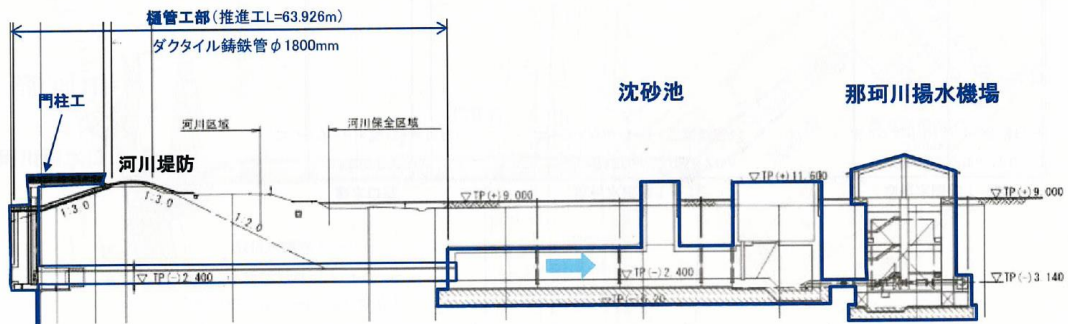 樋管工部(推進工L=63.926m)
ダクタイル鋳鉄管φ1800mm
沈砂池
那珂川揚水機場
門柱工
河川区域
河川保全区域
河川堤防
TP(+)11.600
TP(+)9.000
TP(+)9.000
1:3.0
1:3.0
1:2.0
TP(-)2.400
TP(-)2.400
TP(-)3.140